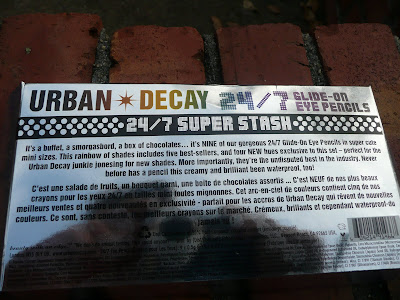 URBAN DECAY 24/7 GLIDE-ON
EYE PENCILS
24/7 SUPER STASH
It's a buffet, a smorgasbord, a box of chocolates... it's NINE of our gorgeous 24/7 Glide-On Eye Pencils in super cute
mini sizes. This rainbow of shades includes five best-sellers, and four NEW hues exclusive to this set - perfect for the
Urban Decay junkie jonesing for new shades. More importantly, they're the undisputed best in the industry. Never
before has a pencil this creamy and brilliant been waterproof, too!
C'est une salade de fruits, un bouquet garni, une boîte de chocolates assortis ... C'est NEUF de nos plus beaux
crayons pour les yeux 24/7 en tailles mini toutes mignonnes. Cet arc-en-ciel de couleurs contient cinq de nos
meilleurs ventes et quatre nouveautés en exclusivité - parfait pour les accros de Urban Decay qui rêvent de nouvelles
couleurs. Ce sont, sans conteste, les meilleurs crayons sur le marché. Crémeux, brillants et cependant waterproof-du
jamais vu !